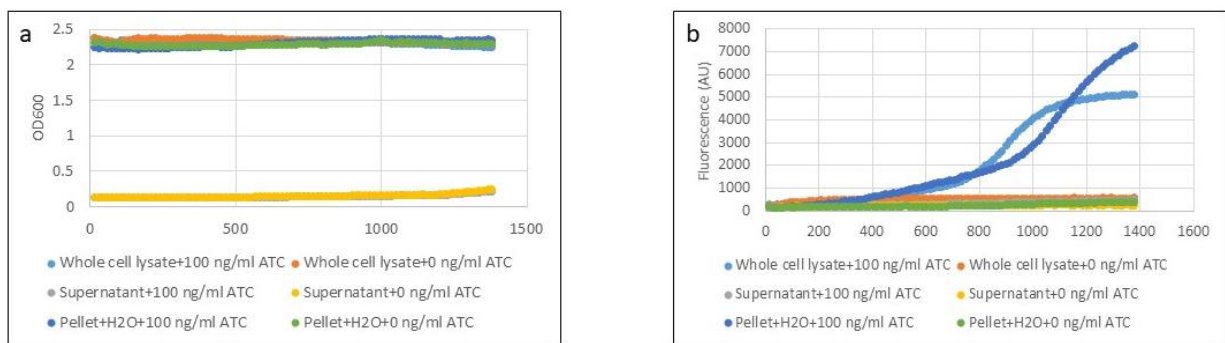 a
2.5
2
1.5
1
0.5
0
OD600
0 500 1000 1500
Whole cell lysate+100 ng/ml ATC Whole cell lysate+0 ng/ml ATC
Supernatant+100 ng/ml ATC Supernatant+0 ng/ml ATC
Pellet+H2O+100 ng/ml ATC Pellet+H2O+0 ng/ml ATC
b
8000
7000
6000
5000
4000
3000
2000
1000
0
Fluorescence (AU)
0 200 400 600 800 1000 1200 1400 1600
Whole cell lysate+100 ng/ml ATC Whole cell lysate+0 ng/ml ATC
Supernatant+100 ng/ml ATC Supernatant+0 ng/ml ATC
Pellet+H2O+100 ng/ml ATC Pellet+H2O+0 ng/ml ATC